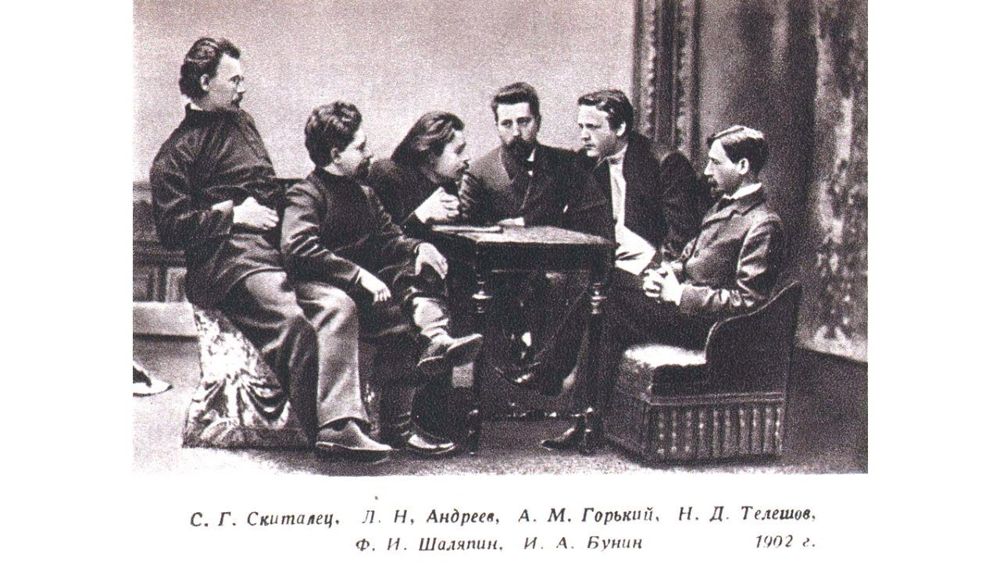 С. Г. Скиталец, Л. Н, Андреев, А. М. Горький, Н. Д. Телешов,
Ф. И. Шаляпин, И. А. Бунин 1902 г.